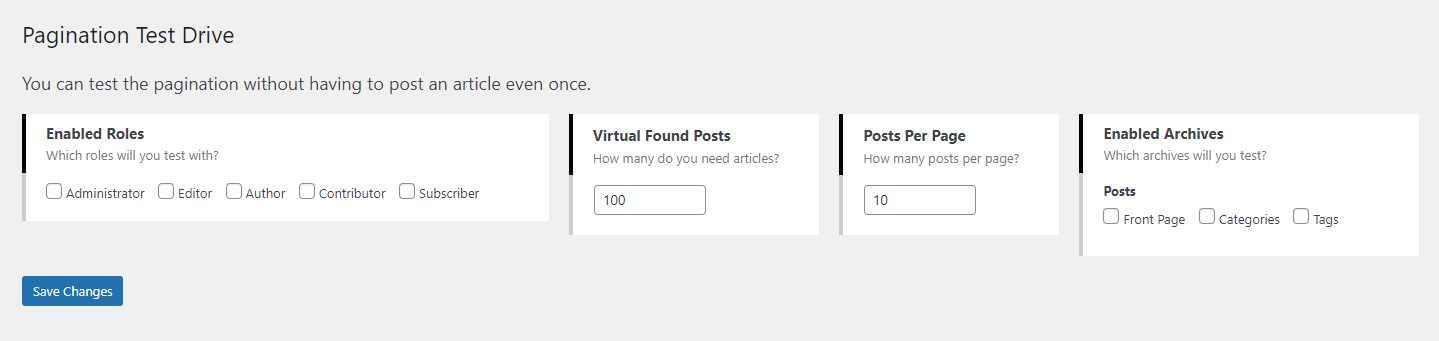 Pagination Test Drive
You can test the pagination without having to post an article even once.
Enabled Roles
Which roles will you test with?
Administrator Editor Author Contributor Subscriber
Virtual Found Posts
How many do you need articles?
100
Posts Per Page
How many posts per page?
10
Enabled Archives
Which archives will you test?
Posts
Front Page Categories Tags
Save Changes